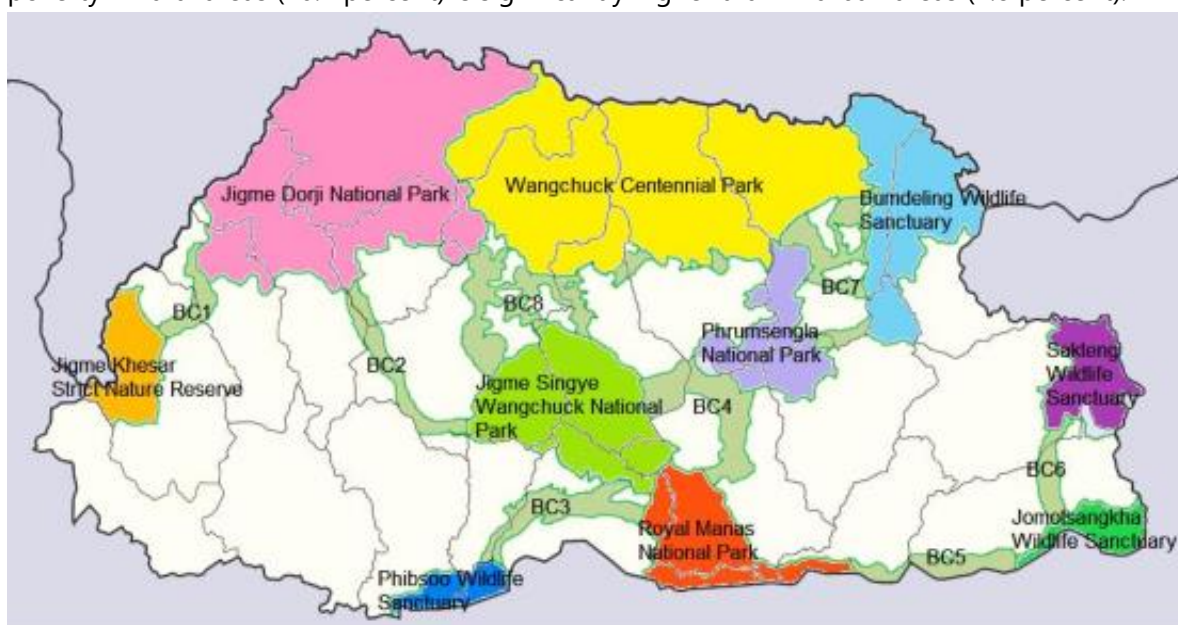 Wangchuck Centennial Park
Jigme Dorji National Park
Bumdeling Wildlife
Sanctuary
BC1
BC8
BC7
Phrumsengla
National Park
Jigme Khesar
Strict Nature Reserve
BC2
Jigme Singye
Wangchuck National
Park
BC4
Sakteng
Wildlife
Sanctuary
BC6
BC3
Royal Manas
National Park
Jomotsangkha
Wildlife Sanctuary
BC5
Phibsoo Wildlife
Sanctuary